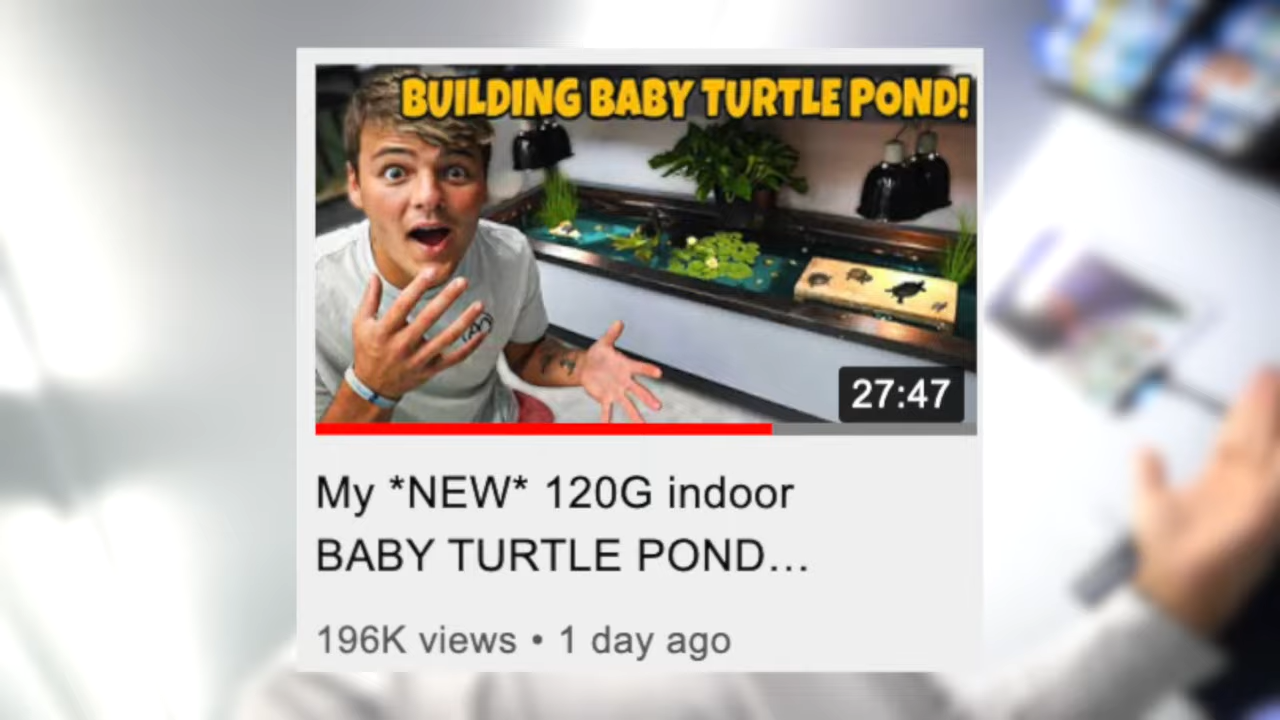 BUILDING BABY TURTLE POND!
27:47
My *NEW* 120G indoor
BABY TURTLE POND...
196K views • 1 day ago